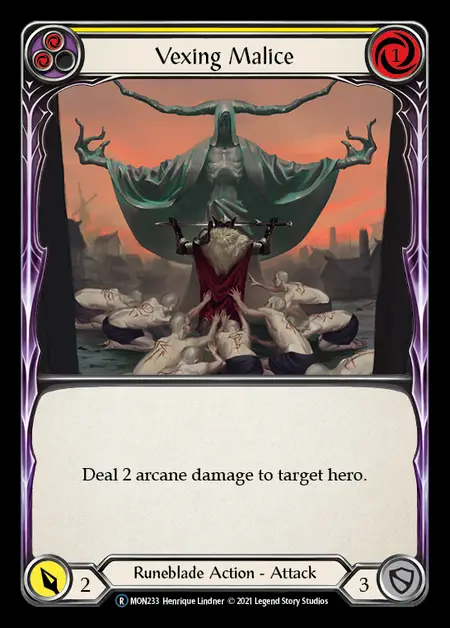 Vexing Malice
1
Deal 2 arcane damage to target hero.
2
Runeblade Action - Attack
3
R MON233 Henrique Lindner © 2021 Legend Story Studios